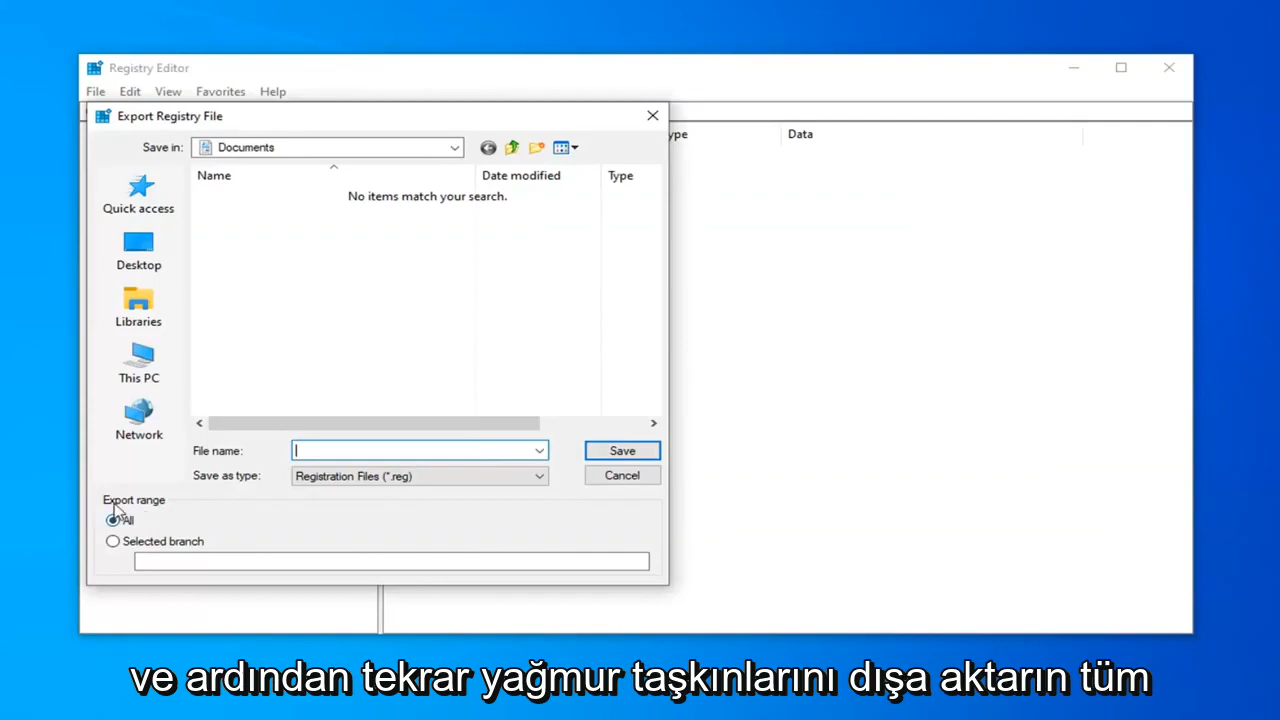 Registry Editor
File Edit View Favorites Help
Export Registry File
ype Data
Save in: Documents
Name Date modified Type
No items match your search.
Quick access
Desktop
Libraries
This PC
Network
File name: Save
Save as type: Registration Files (*.reg) Cancel
Export range
All
Selected branch
ve ardından tekrar yağmur taşkınlarını dışa aktarın tüm